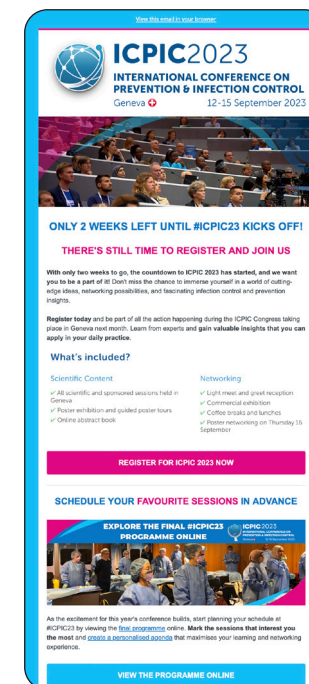 View this email in your browser
ICPIC2023
INTERNATIONAL CONFERENCE ON
PREVENTION & INFECTION CONTROL
Geneva 12-15 September 2023
ONLY 2 WEEKS LEFT UNTIL #ICPIC23 KICKS OFF!
THERE'S STILL TIME TO REGISTER AND JOIN US
With only two weeks to go, the countdown to ICPIC 2023 has started, and we want
you to be a part of it! Don't miss the chance to immerse yourself in a world of cutting-
edge ideas, networking possibilities, and fascinating infection control and prevention
insights.
Register today and be part of all the action happening during the ICPIC Congress taking
place in Geneva next month. Learn from experts and gain valuable insights that you can
apply in your daily practice.
What's included?
Scientific Content
✓ All scientific and sponsored sessions held in
Geneva
✓ Poster exhibition and guided poster tours
✓ Online abstract book
Networking
✓ Light meet and greet reception
✓ Commercial exhibition
✓ Coffee breaks and lunches
✓ Poster networking on Thursday
September
REGISTER FOR ICPIC 2023 NOW
SCHEDULE YOUR FAVOURITE SESSIONS IN ADVANCE
EXPLORE THE FINAL #ICPIC23
PROGRAMME ONLINE
ICPIC2023
INTERNATIONAL CONFERENCE ON
PREVENTION & INFECTION CONTROL
As the excitement for this year's conference builds, start planning your schedule at
#ICPIC23 by viewing the final programme online. Mark the sessions that interest you
the most and create a personalised agenda that maximises your learning and networking
experience.
VIEW THE PROGRAMME ONLINE